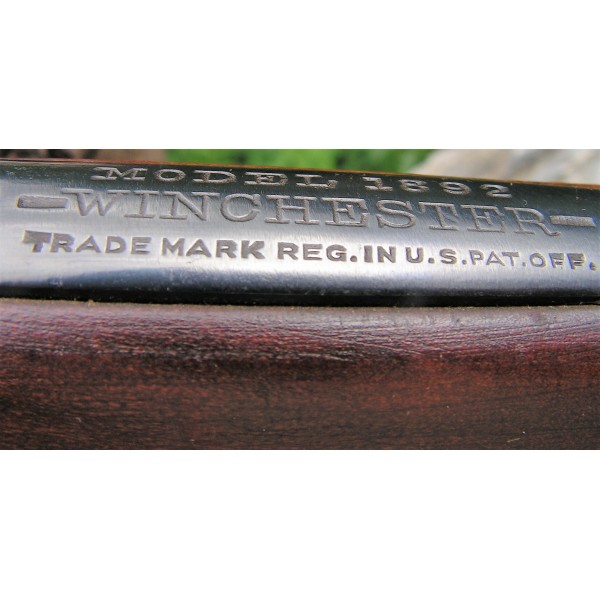 MODEL 1892
-WINCHESTER-
TRADE MARK REG. IN U.S. PAT. OFF.